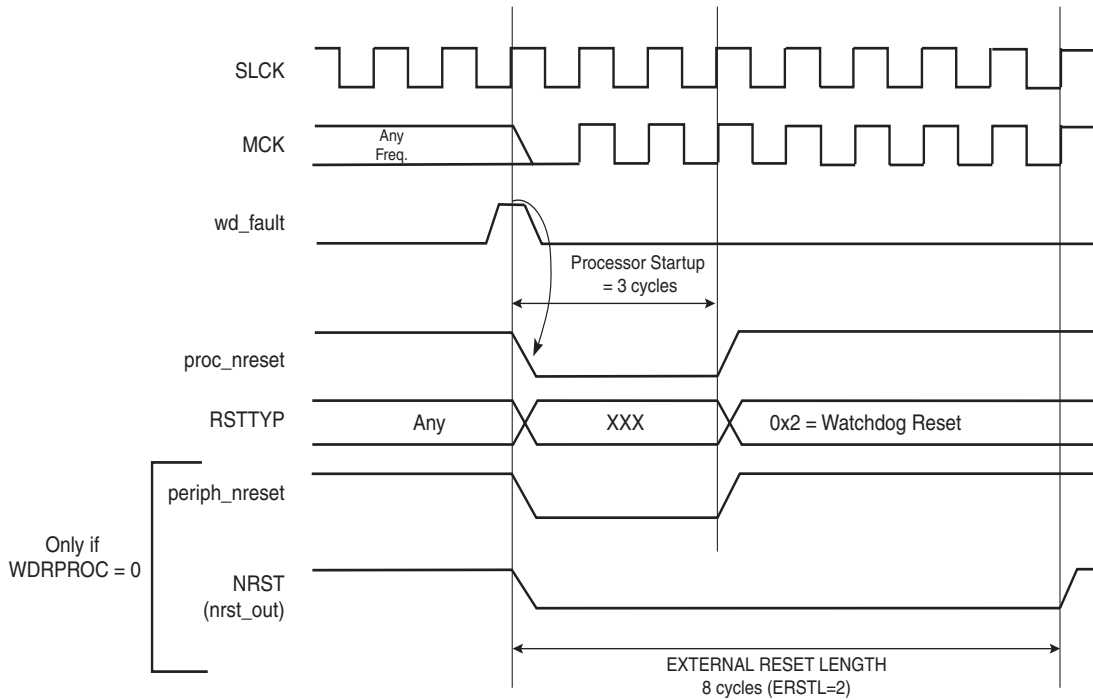 SLCK
MCK
Any
Freq.
wd_fault
Processor Startup
= 3 cycles
proc_nreset
RSTTYP
Any
XXX
0x2 = Watchdog Reset
periph_nreset
Only if
WDRPROC = 0
NRST
(nrst_out)
EXTERNAL RESET LENGTH
8 cycles (ERSTL=2)